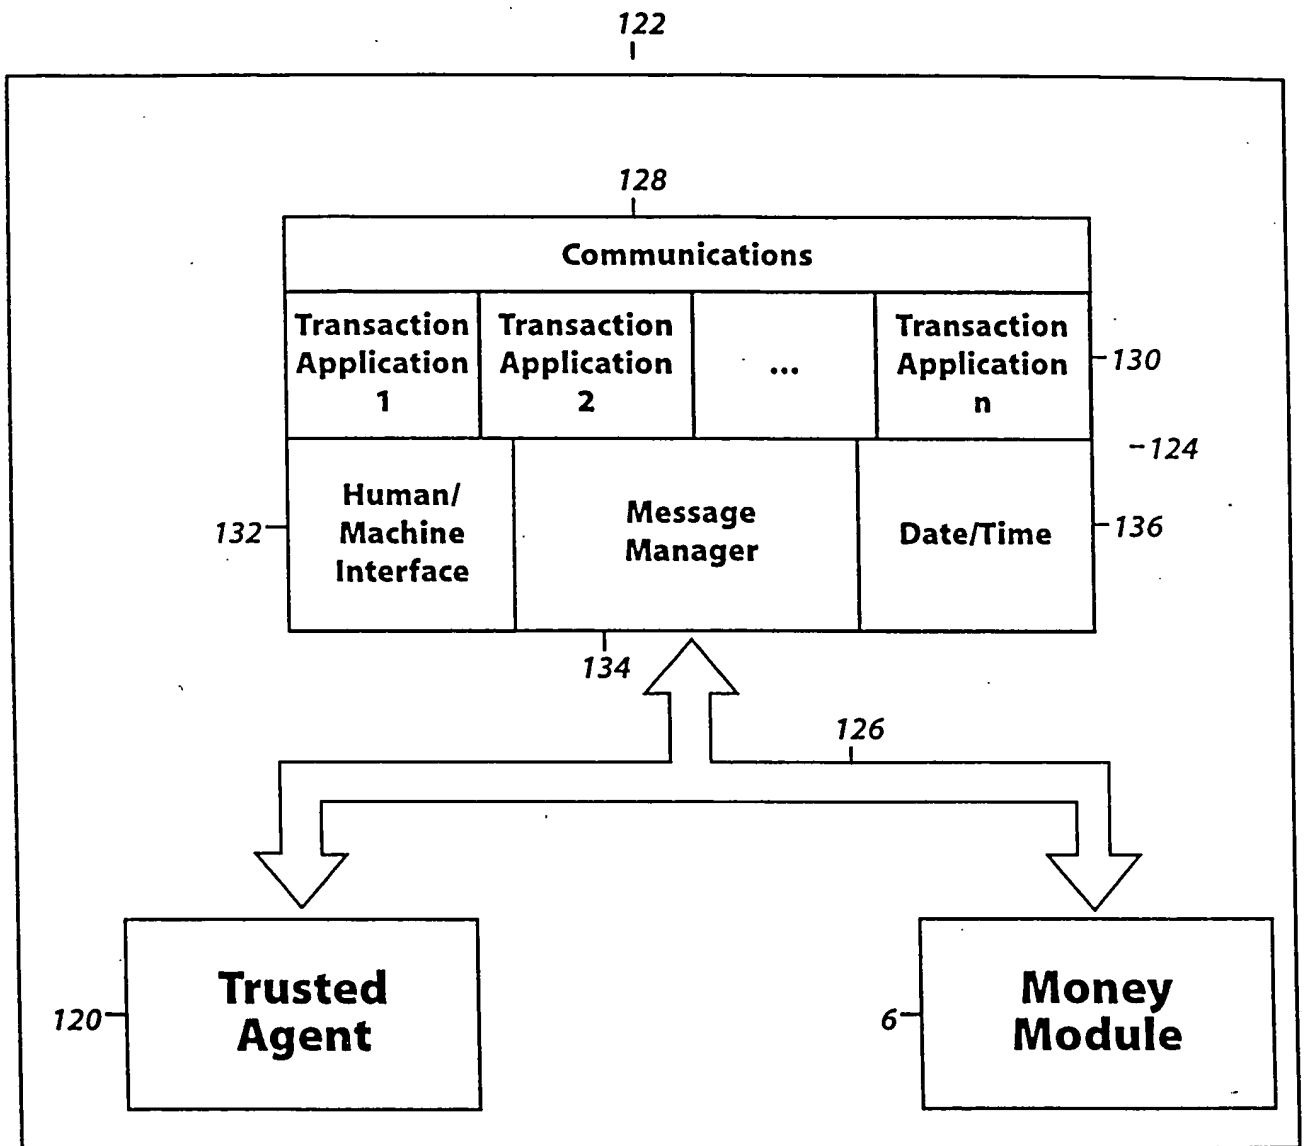 122
128
Communications
Transaction
Application
1
Transaction
Application
2
...
Transaction
Application
n
130
124
132
Human/
Machine
Interface
Message
Manager
Date/Time
136
134
126
120
Trusted
Agent
6
Money
Module